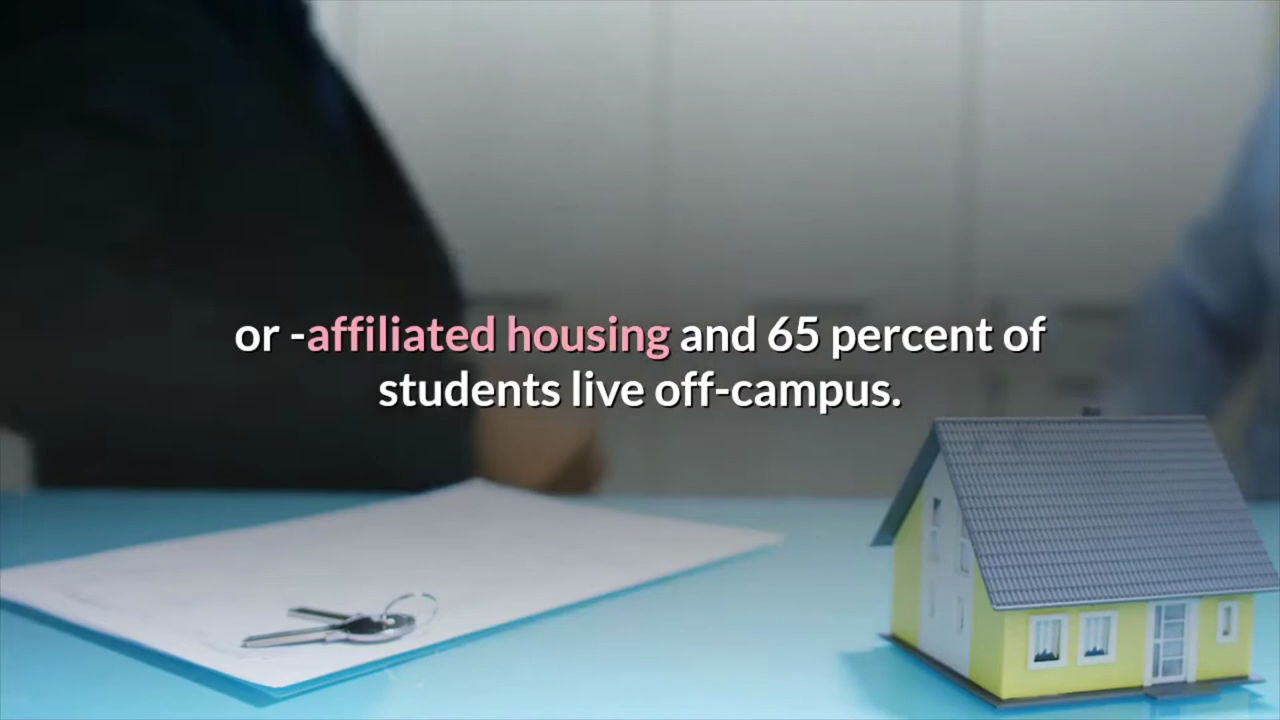 or -affiliated housing and 65 percent of
students live off-campus.